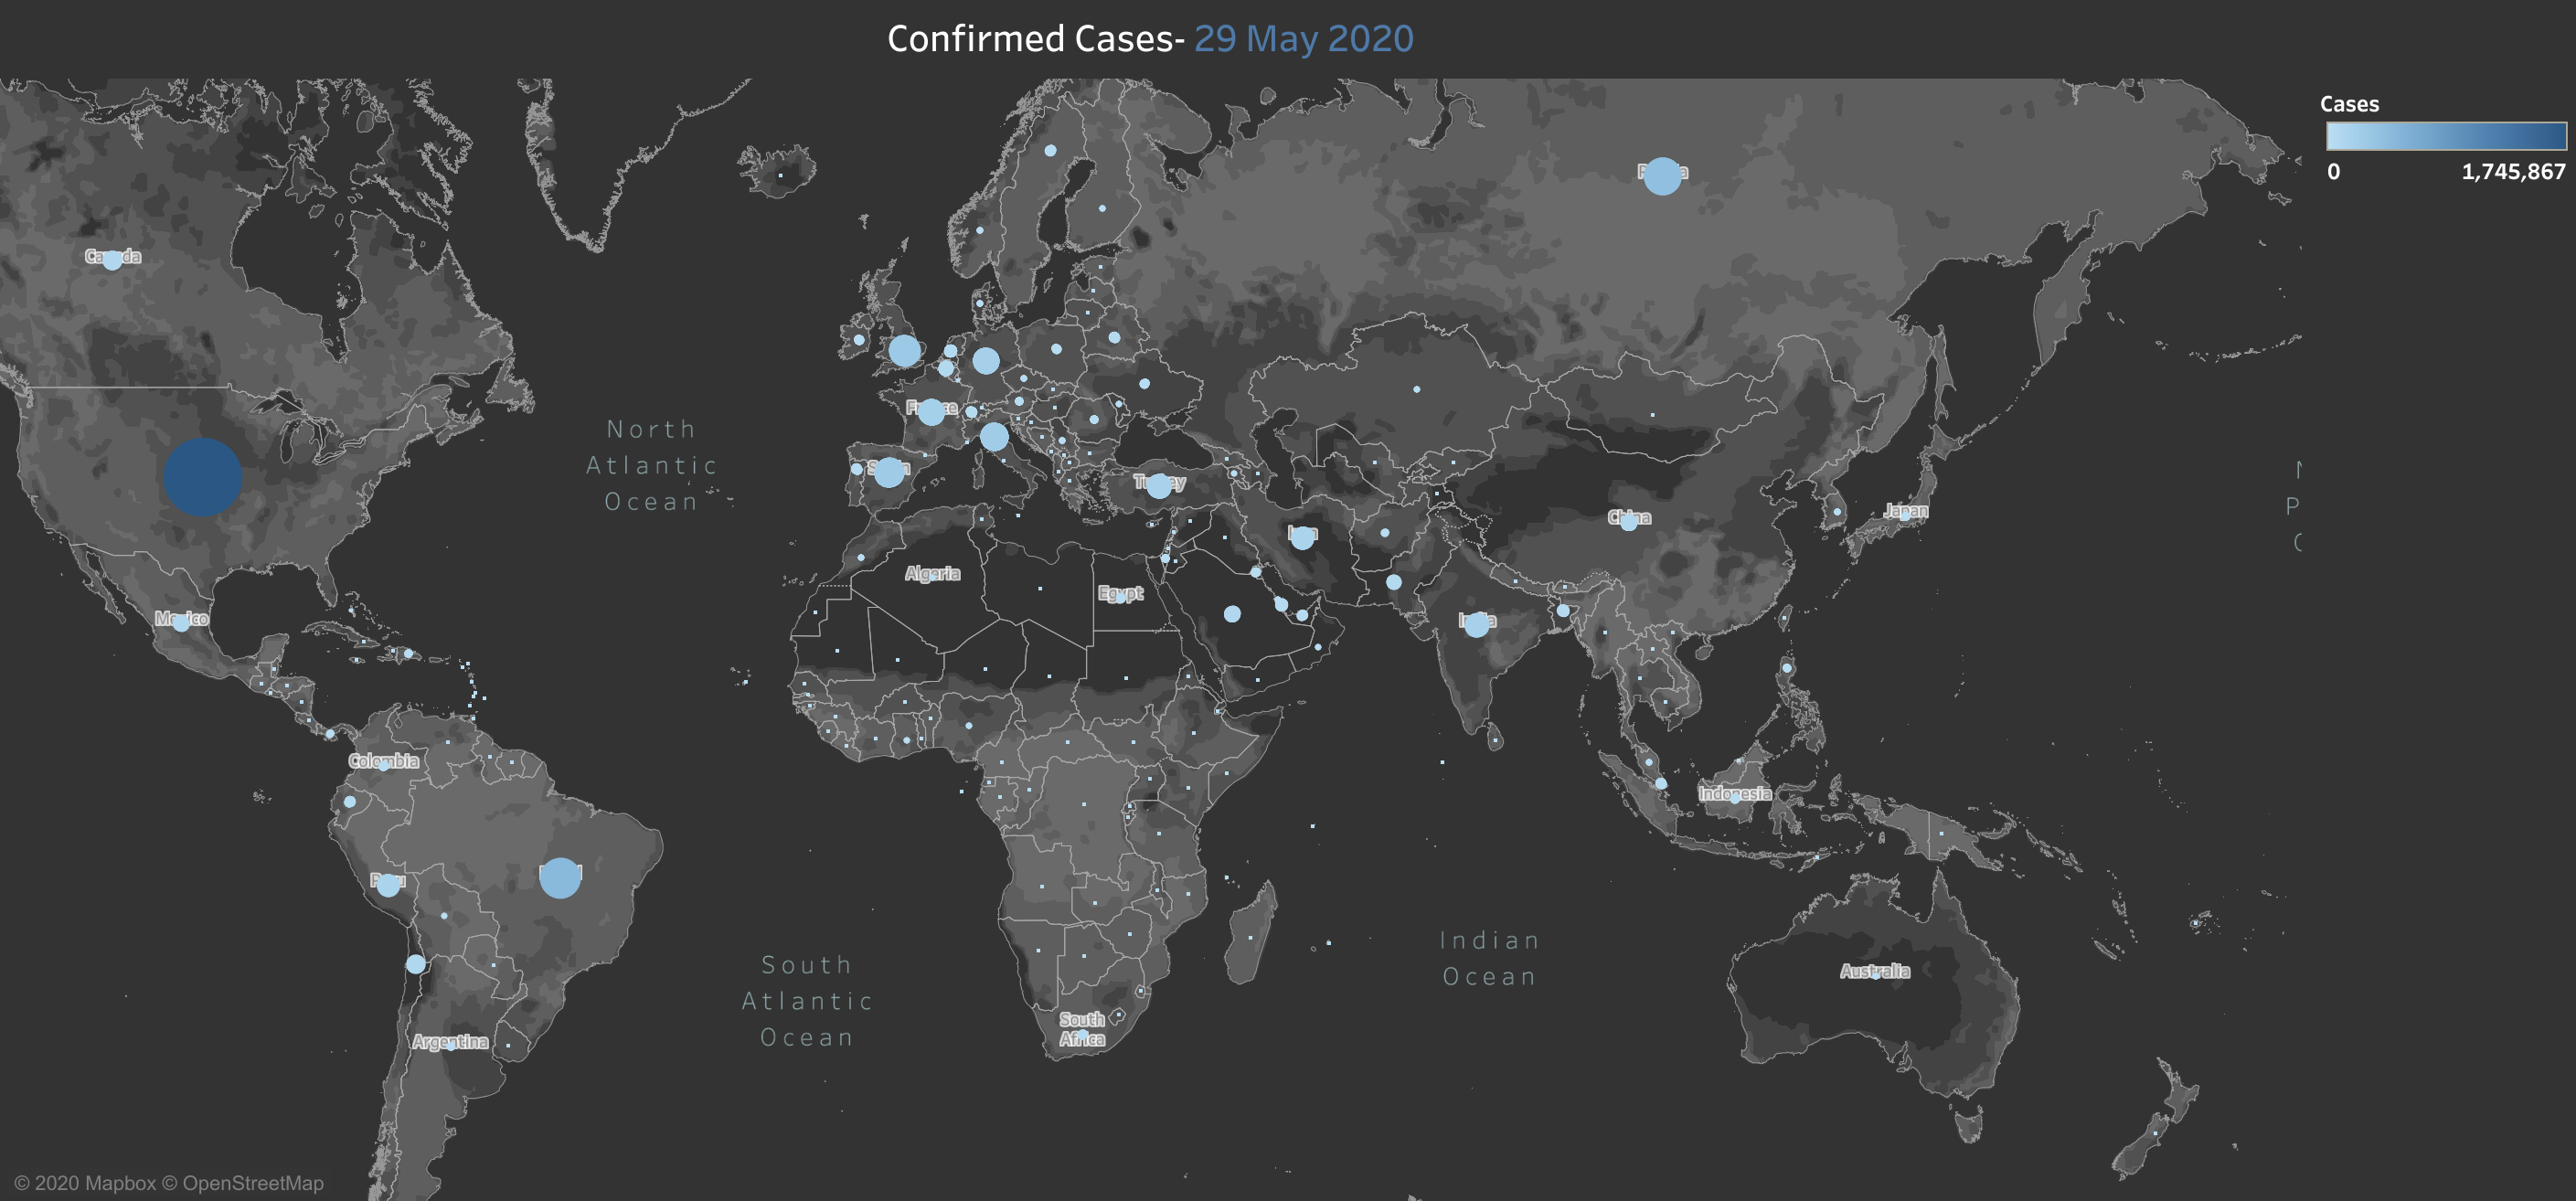 Confirmed Cases- 29 May 2020
Cases
0 1,745,867
Canada
North
Atlantic
Ocean
France
Spain
Turkey
Iran
China
Japan
Algeria
Egypt
Mexico
India
Colombia
Indonesia
Peru
South
Atlantic
Ocean
Indian
Ocean
Australia
South
Africa
Argentina
© 2020 Mapbox © OpenStreetMap